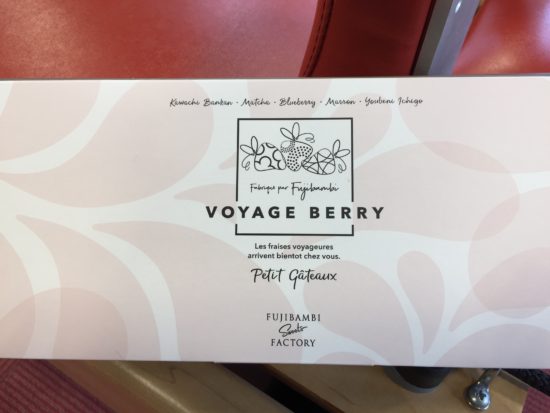 Kawachi Bankan · Matcha · Blueberry · Marron · Youbeni Ichigo
Fabriqué par Fujibambi
VOYAGE BERRY
Les fraises voyageures
arrivent bientot chez vous.
Petit Gâteaux
FUJIBAMBI
Sweets
FACTORY